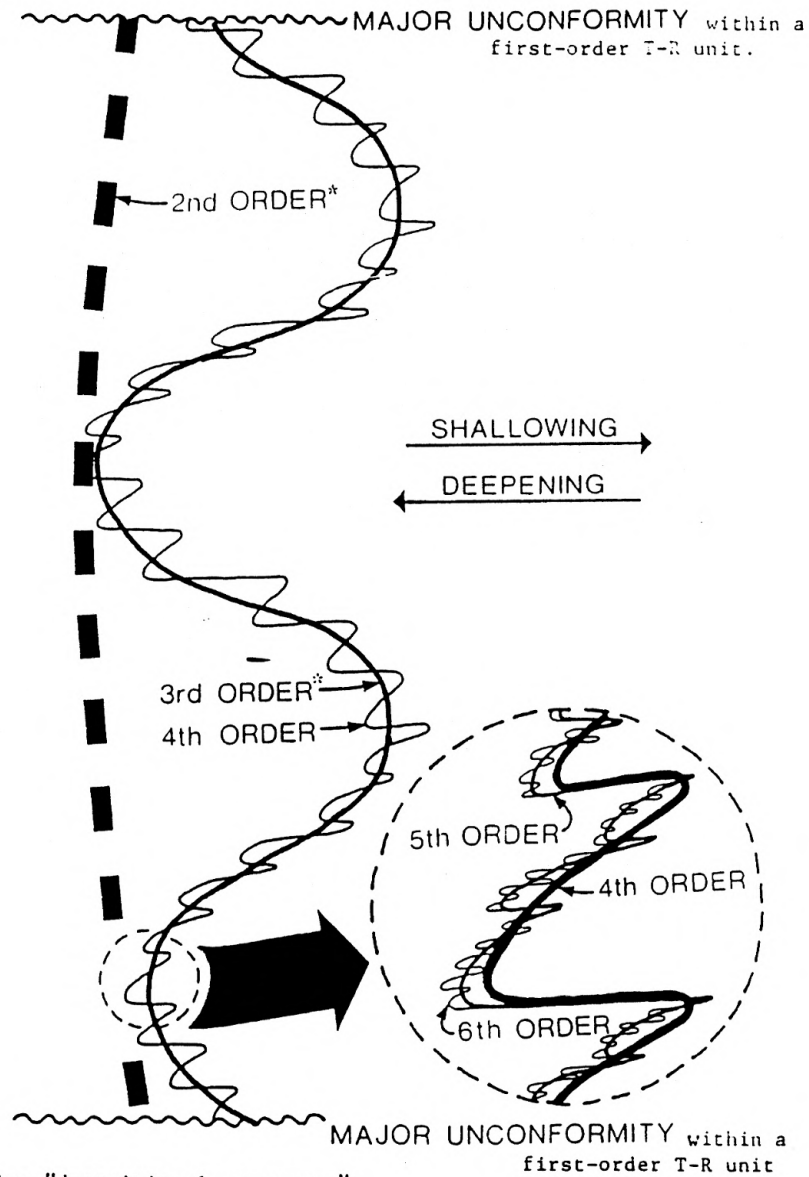 MAJOR UNCONFORMITY within a
first-order T-R unit.
2nd ORDER*
SHALLOWING
DEEPENING
3rd ORDER*
4th ORDER
5th ORDER
4th ORDER
6th ORDER
MAJOR UNCONFORMITY within a
first-order T-R unit